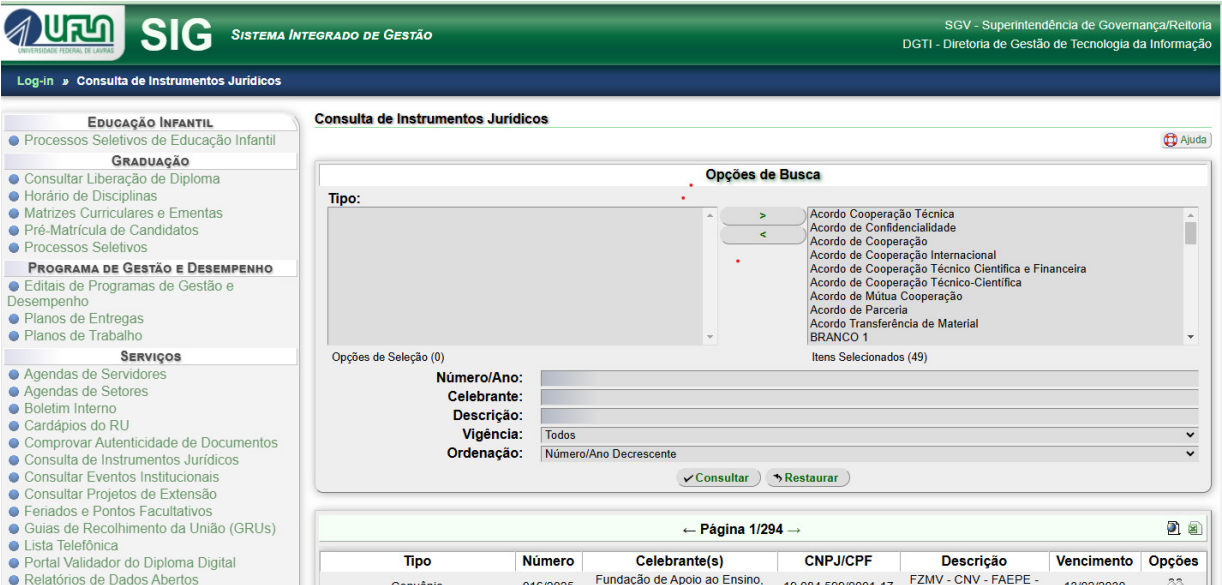 UFLA
UNIVERSIDADE FEDERAL DE LAVRAS
SIG SISTEMA INTEGRADO DE GESTÃO
SGV - Superintendência de Governança/Reitoria
DGTI - Diretoria de Gestão de Tecnologia da Informação
Log-in » Consulta de Instrumentos Jurídicos
EDUCAÇÃO INFANTIL
Processos Seletivos de Educação Infantil
GRADUAÇÃO
Consultar Liberação de Diploma
Horário de Disciplinas
Matrizes Curriculares e Ementas
Pré-Matrícula de Candidatos
Processos Seletivos
PROGRAMA DE GESTÃO E DESEMPENHO
Editais de Programas de Gestão e
Desempenho
Planos de Entregas
Planos de Trabalho
SERVIÇOS
Agendas de Servidores
Agendas de Setores
Boletim Interno
Cardápios do RU
Comprovar Autenticidade de Documentos
Consulta de Instrumentos Jurídicos
Consultar Eventos Institucionais
Consultar Projetos de Extensão
Feriados e Pontos Facultativos
Guias de Recolhimento da União (GRUs)
Lista Telefônica
Portal Validador do Diploma Digital
Relatórios de Dados Abertos
Consulta de Instrumentos Jurídicos
Ajuda
Opções de Busca
Tipo:
>
<
Acordo Cooperação Técnica
Acordo de Confidencialidade
Acordo de Cooperação
Acordo de Cooperação Internacional
Acordo de Cooperação Técnico Cientifica e Financeira
Acordo de Cooperação Técnico-Científica
Acordo de Mútua Cooperação
Acordo de Parceria
Acordo Transferência de Material
BRANCO 1
Opções de Seleção (0)
Itens Selecionados (49)
Número/Ano:
Celebrante:
Descrição:
Vigência: Todos
Ordenação: Número/Ano Decrescente
Consultar Restaurar
← Página 1/294 →
Tipo Número Celebrante(s) CNPJ/CPF Descrição Vencimento Opções
Fundação de Apoio ao Ensino, FZMV - CNV - FAEPE -
Convênio